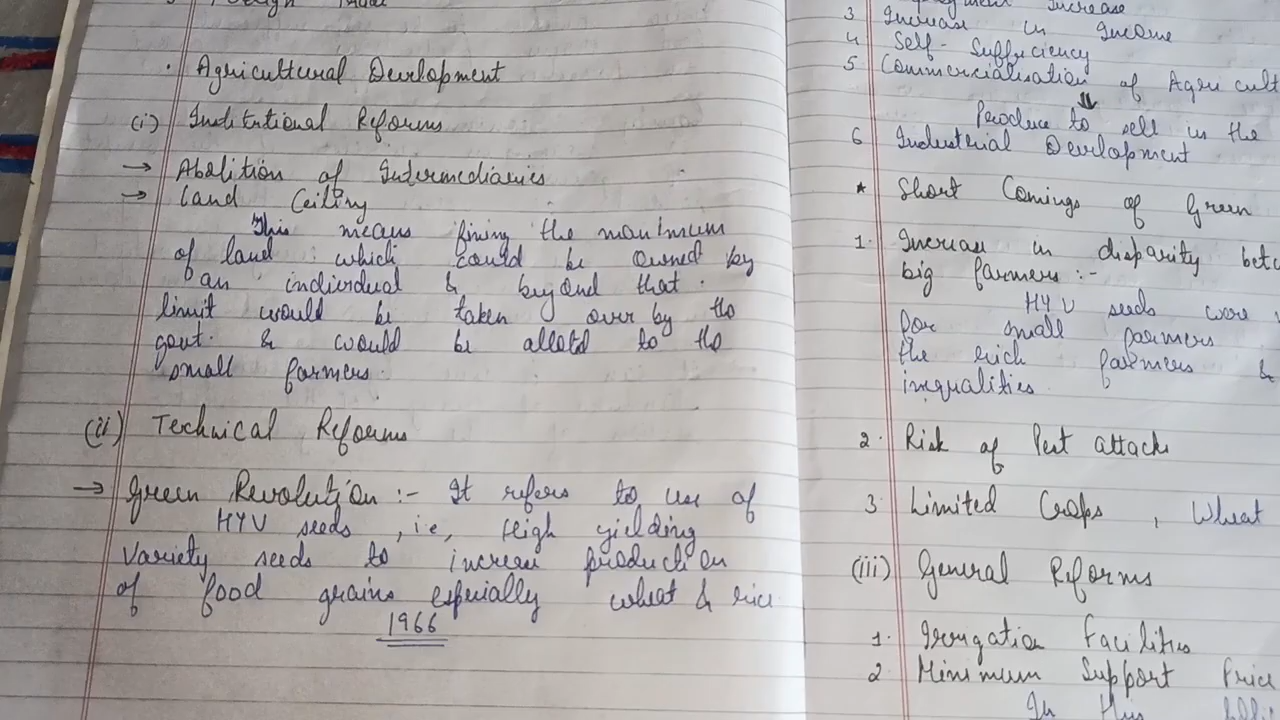 Agricultural Development
(i) Institutional Reforms
→ Abolition of Intermediaries
→ Land Ceiling
This means fixing the maximum
of land which could be owned by
an individual & beyond that
limit would be taken over by the
govt. & would be alloted to the
small farmers.
(ii) Technical Reforms
→ Green Revolution :- It refers to use of
HYV seeds , i.e, High yielding
variety seeds to increase production
of food grains especially wheat & rice
1966
Increase
3 Increase in Income
4 Self-Sufficiency
5 Commercialisation of Agricult
⇓
Produce to sell in the
6 Industrial Development
* Short Comings of Green
1. Increase in disparity betw
big farmers :-
HYV seeds were
for small farmers
the rich farmers &
inequalities
2. Risk of Pest attack
3 Limited Crops , Wheat
(iii) General Reforms
1. Irrigation Facilities
2 Minimum Support Price
In this